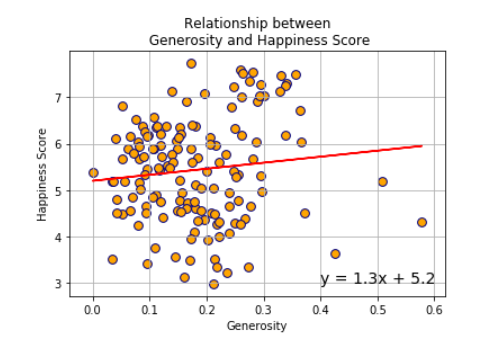 Relationship between
Generosity and Happiness Score
Happiness Score
7
6
5
4
3
y = 1.3x + 5.2
0.0 0.1 0.2 0.3 0.4 0.5 0.6
Generosity